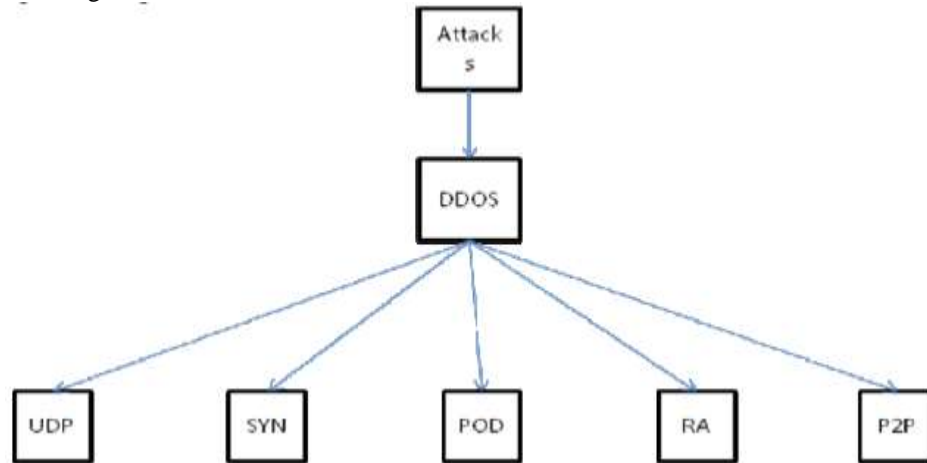 Attack
s
DDOS
UDP
SYN
POD
RA
P2P